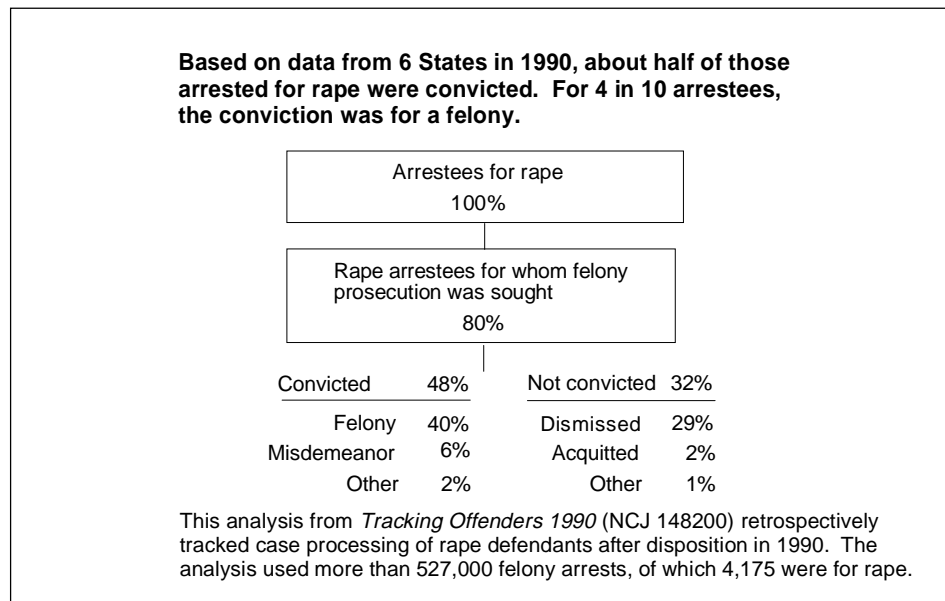 Based on data from 6 States in 1990, about half of those
arrested for rape were convicted. For 4 in 10 arrestees,
the conviction was for a felony.
Arrestees for rape
100%
Rape arrestees for whom felony
prosecution was sought
80%
Convicted 48% Not convicted 32%
Felony 40% Dismissed 29%
Misdemeanor 6% Acquitted 2%
Other 2% Other 1%
This analysis from Tracking Offenders 1990 (NCJ 148200) retrospectively
tracked case processing of rape defendants after disposition in 1990. The
analysis used more than 527,000 felony arrests, of which 4,175 were for rape.